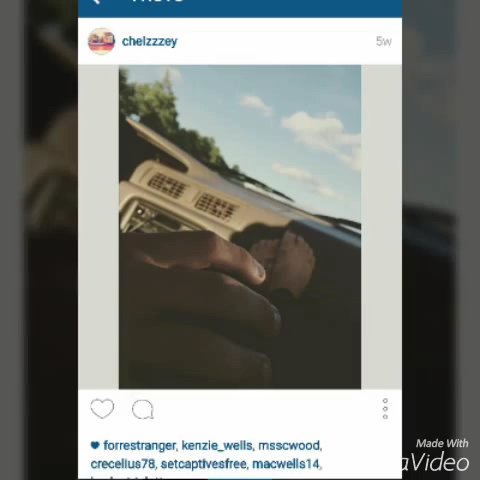 chelzzzey
5w
forrestranger, kenzie_wells, msscwood,
crecelius78, setcaptivesfree, macwells14,
Made With
aVideo